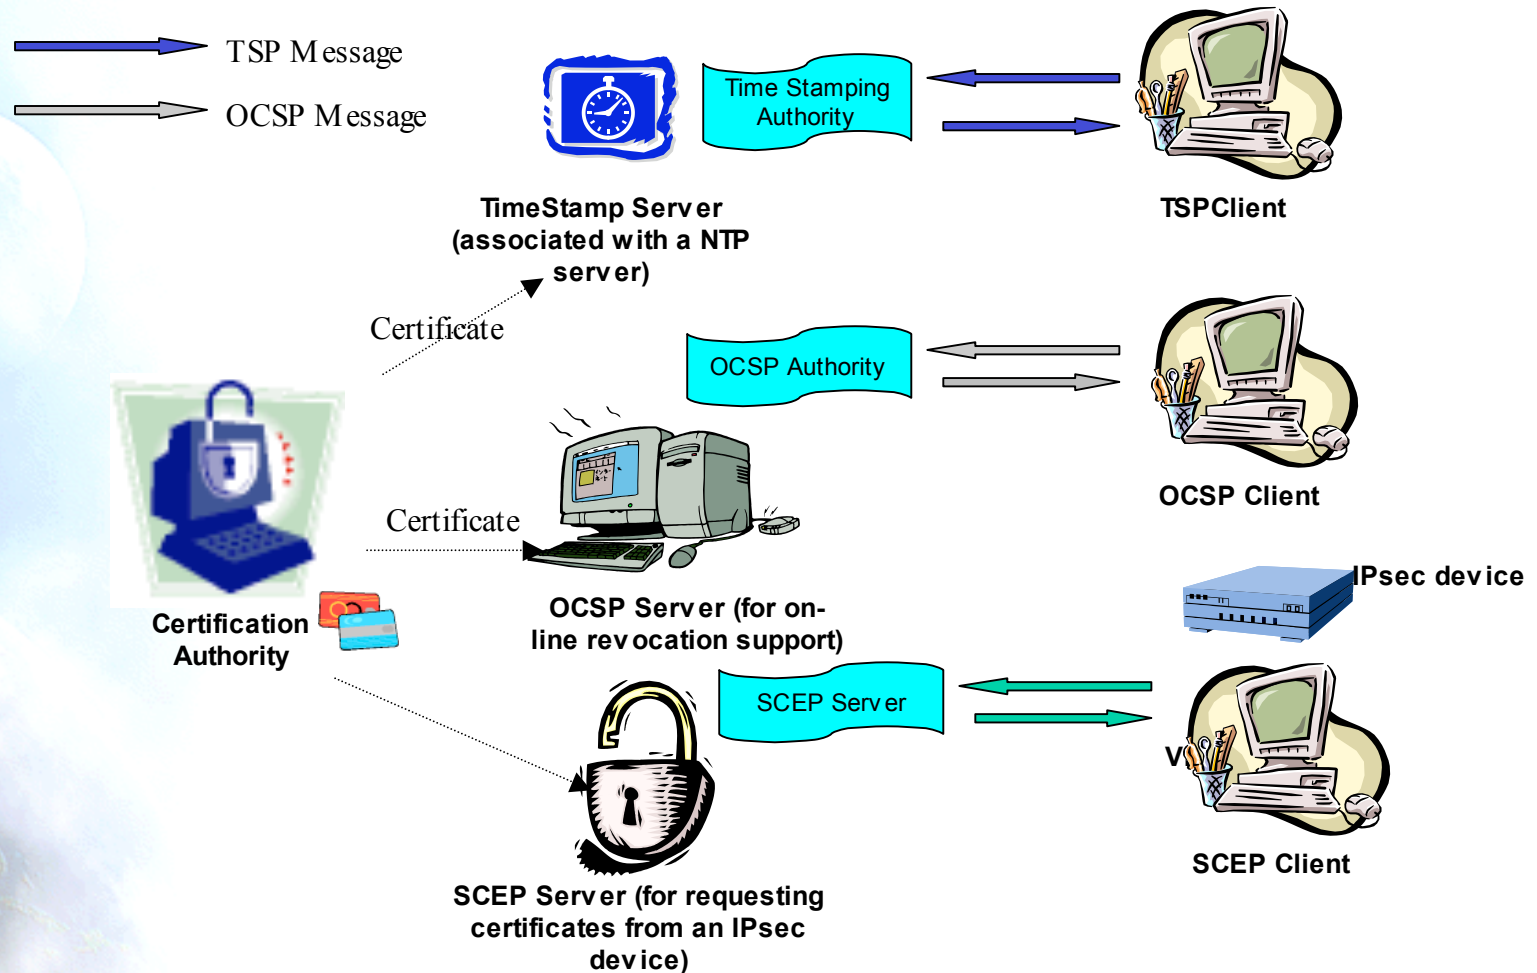 TSP Message
OCSP Message
Time Stamping
Authority
TimeStamp Server
(associated with a NTP
server)
TSPClient
Certificate
OCSP Authority
OCSP Client
Certificate
Certification
Authority
OCSP Server (for on-
line revocation support)
IPsec device
SCEP Server
V
SCEP Client
SCEP Server (for requesting
certificates from an IPsec
device)